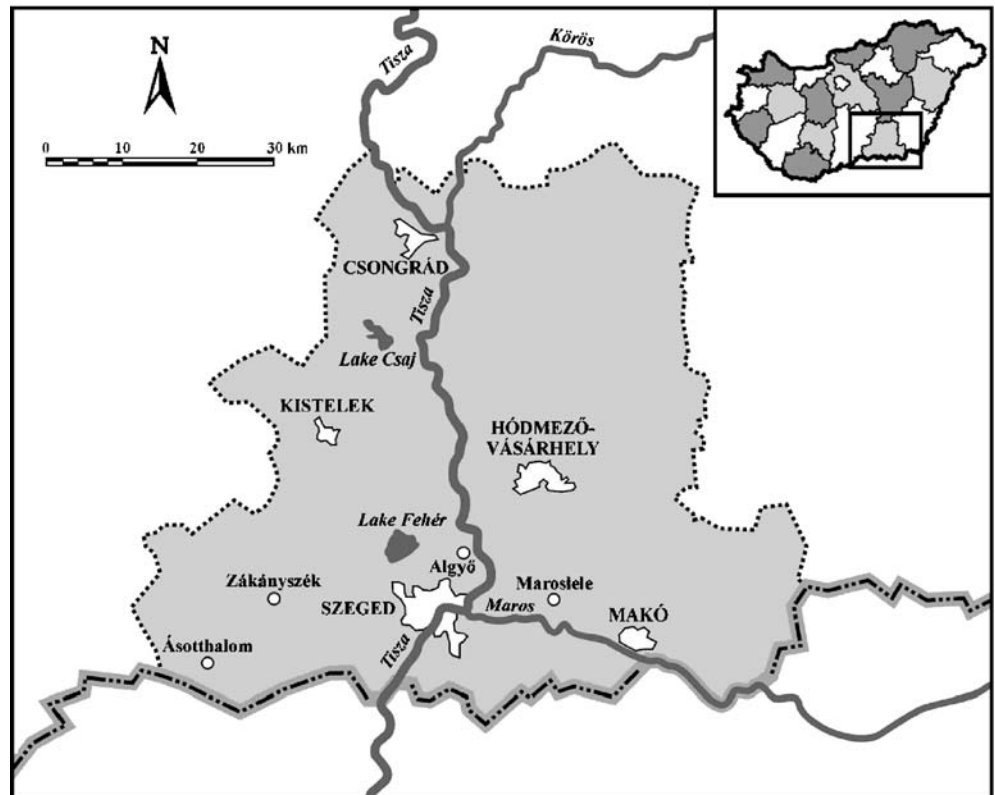 Tisza
Körös
N
0 10 20 30 km
CSONGRÁD
Tisza
Lake Csaj
KISTELEK
HÓDMEZŐ-
VÁSÁRHELY
Lake Fehér
Algyő
Zákányszék
Maroslele
SZEGED
Maros
MAKÓ
Ásotthalom
Tisza